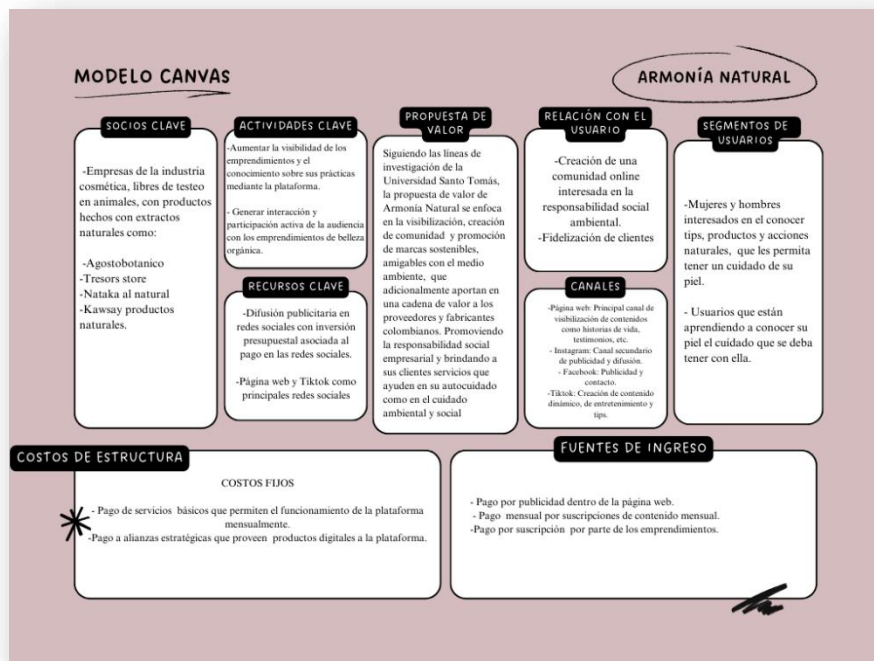 MODELO CANVAS
ARMONÍA NATURAL
SOCIOS CLAVE
-Empresas de la industria
cosmética, libres de testeo
en animales, con productos
hechos con extractos
naturales como:
-Agostobotanico
-Tresors store
-Nataka al natural
-Kawsay productos
naturales.
ACTIVIDADES CLAVE
-Aumentar la visibilidad de los
emprendimientos y el
conocimiento sobre sus prácticas
mediante la plataforma.
- Generar interacción y
participación activa de la audiencia
con los emprendimientos de belleza
orgánica.
RECURSOS CLAVE
-Difusión publicitaria en
redes sociales con inversión
presupuestal asociada al
pago en las redes sociales.
-Página web y Tiktok como
principales redes sociales
PROPUESTA DE
VALOR
Siguiendo las líneas de
investigación de la
Universidad Santo Tomás,
la propuesta de valor de
Armonía Natural se enfoca
en la visibilización, creación
de comunidad y promoción
de marcas sostenibles,
amigables con el medio
ambiente, que
adicionalmente aportan en
una cadena de valor a los
proveedores y fabricantes
colombianos. Promoviendo
la responsabilidad social
empresarial y brindando a
sus clientes servicios que
ayuden en su autocuidado
como en el cuidado
ambiental y social
RELACIÓN CON EL
USUARIO
-Creación de una
comunidad online
interesada en la
responsabilidad social
ambiental.
-Fidelización de clientes
CANALES
-Página web: Principal canal de
visibilización de contenidos
como historias de vida,
testimonios, etc.
- Instagram: Canal secundario
de publicidad y difusión.
- Facebook: Publicidad y
contacto.
-Tiktok: Creación de contenido
dinámico, de entretenimiento y
tips.
SEGMENTOS DE
USUARIOS
-Mujeres y hombres
interesados en el conocer
tips, productos y acciones
naturales, que les permita
tener un cuidado de su
piel.
- Usuarios que están
aprendiendo a conocer su
piel el cuídado que se deba
tener con ella.
COSTOS DE ESTRUCTURA
COSTOS FIJOS
- Pago de servicios básicos que permiten el funcionamiento de la plataforma
mensualmente.
-Pago a alianzas estratégicas que proveen productos digitales a la plataforma.
FUENTES DE INGRESO
- Pago por publicidad dentro de la página web.
- Pago mensual por suscripciones de contenido mensual.
-Pago por suscripción por parte de los emprendimientos.